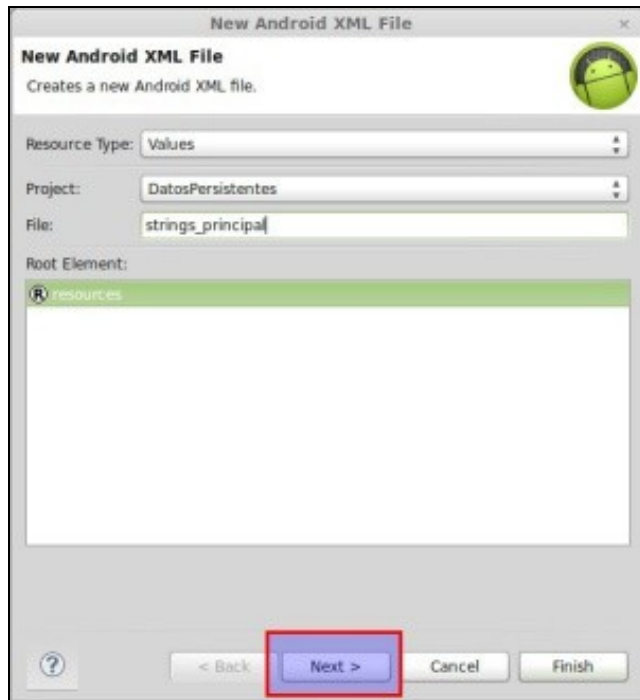 New Android XML File
New Android XML File
Creates a new Android XML file.
Resource Type: Values
Project: DatosPersistentes
File: strings_principal
Root Element:
R resources
? < Back Next > Cancel Finish